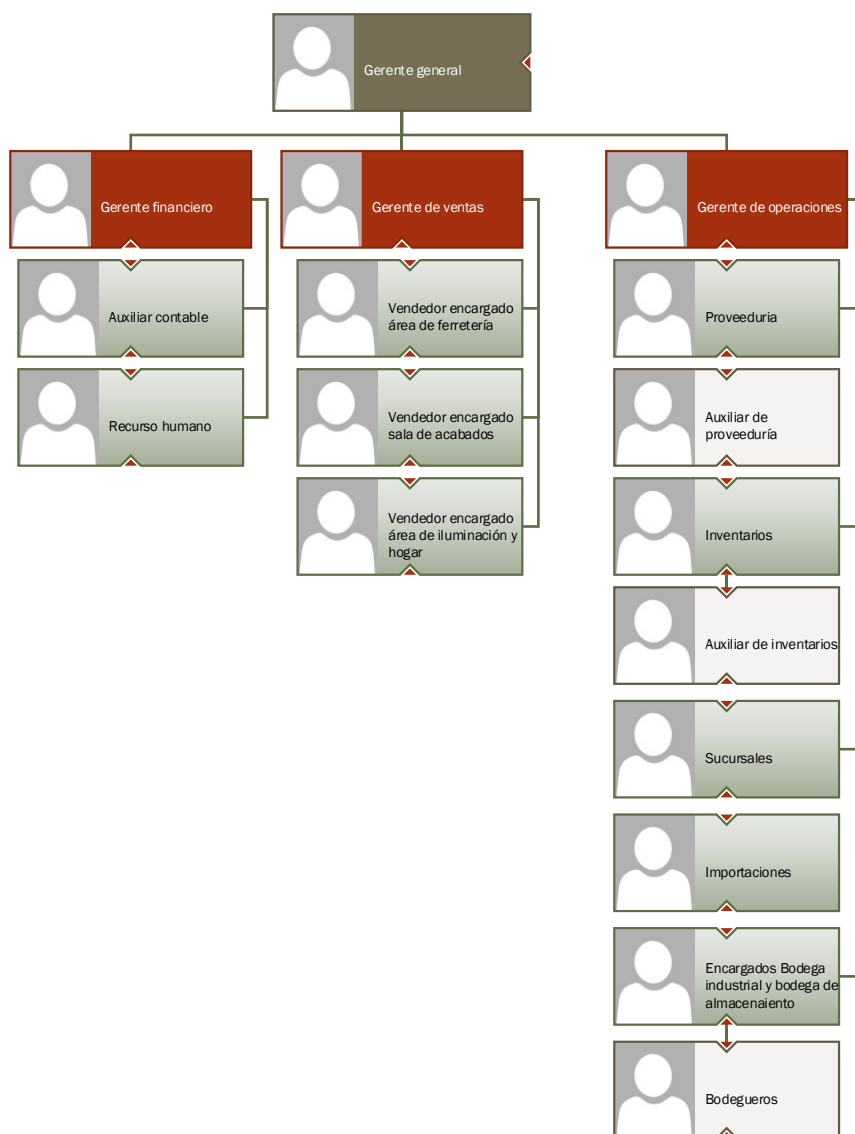 Gerente general
Gerente financiero
Gerente de ventas
Gerente de operaciones
Auxiliar contable
Recurso humano
Vendedor encargado
área de ferretería
Vendedor encargado
sala de acabados
Vendedor encargado
área de iluminación y
hogar
Proveeduria
Auxiliar de
proveeduría
Inventarios
Auxiliar de inventarios
Sucursales
Importaciones
Encargados Bodega
industrial y bodega de
almacenaiento
Bodegueros